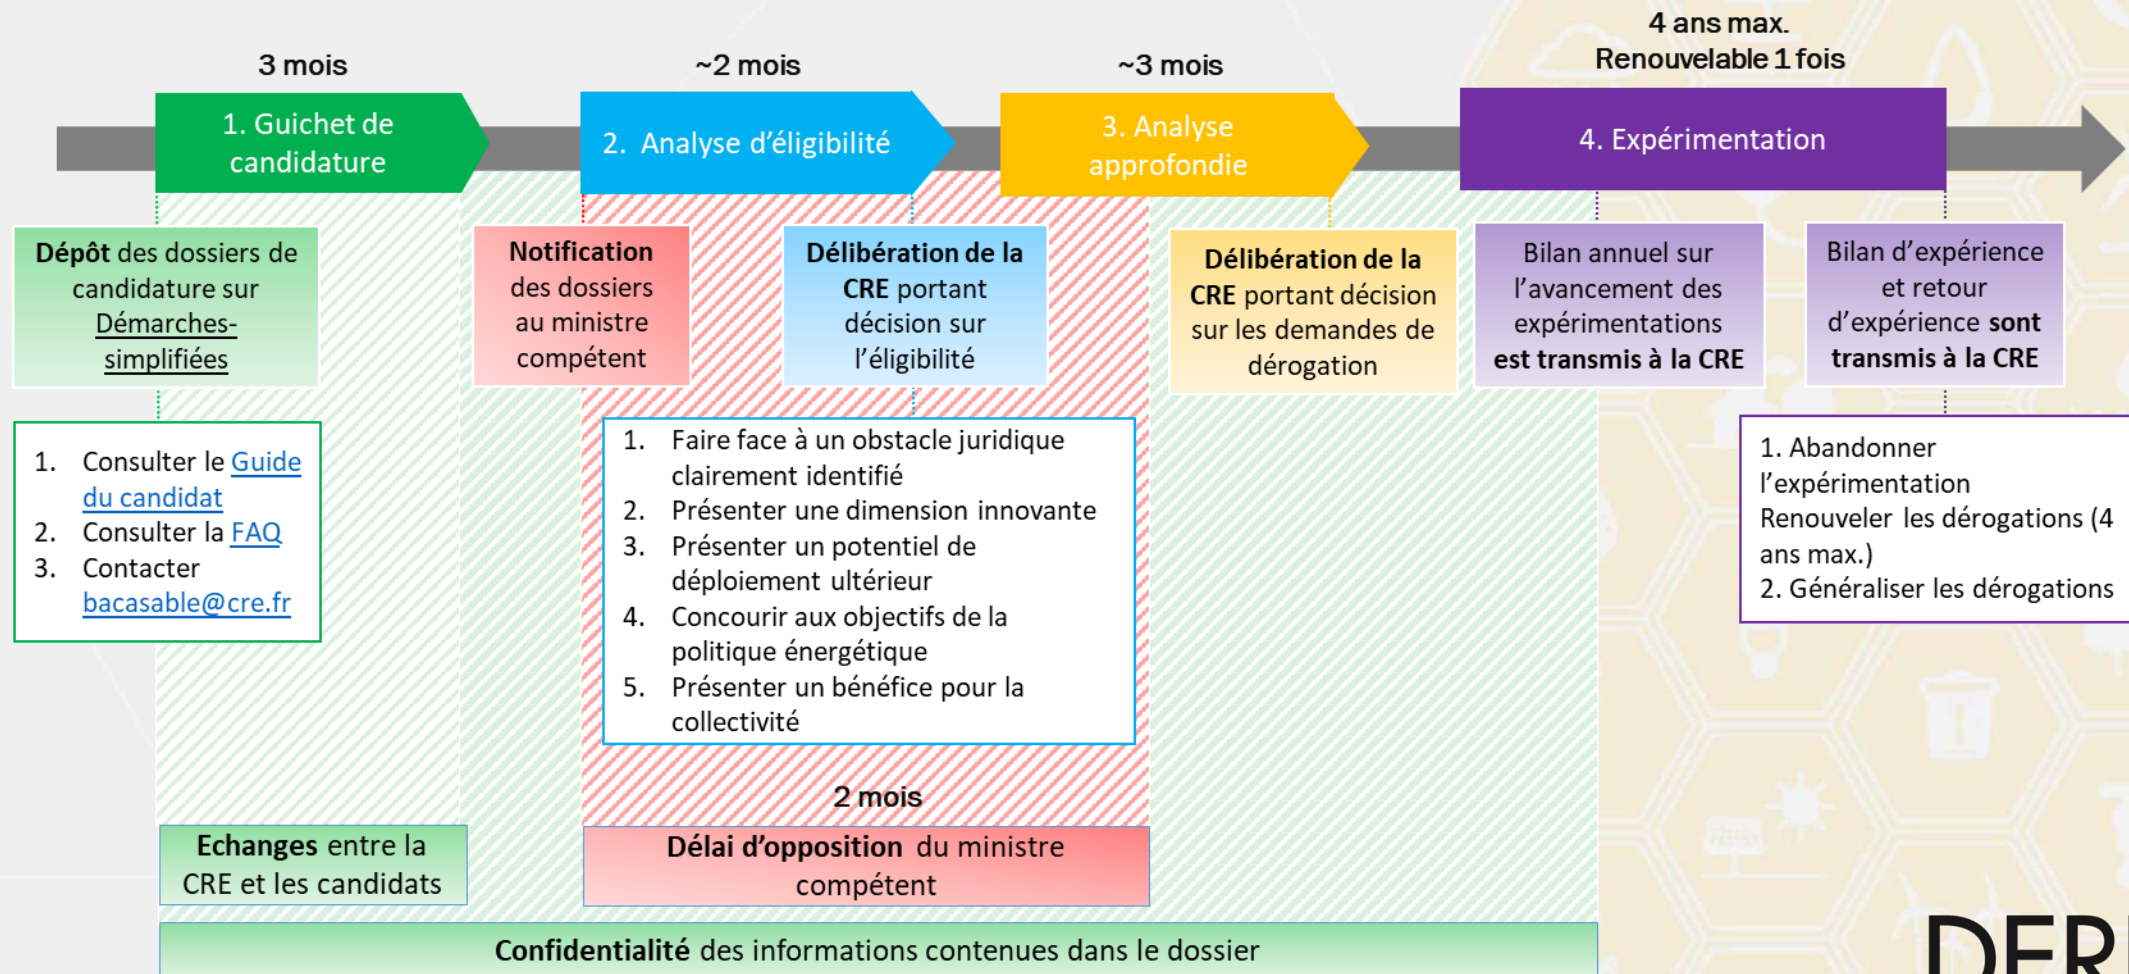 3 mois
~2 mois
~3 mois
4 ans max.
Renouvelable 1 fois
1. Guichet de
candidature
2. Analyse d'éligibilité
3. Analyse
approfondie
4. Expérimentation
Dépôt des dossiers de
candidature sur
Démarches-
simplifiées
Notification
des dossiers
au ministre
compétent
Délibération de la
CRE portant
décision sur
l'éligibilité
Délibération de la
CRE portant décision
sur les demandes de
dérogation
Bilan annuel sur
l'avancement des
expérimentations
est transmis à la CRE
Bilan d'expérience
et retour
d'expérience sont
transmis à la CRE
1. Consulter le Guide
du candidat
2. Consulter la FAQ
3. Contacter
bacasable@cre.fr
1. Faire face à un obstacle juridique
clairement identifié
2. Présenter une dimension innovante
3. Présenter un potentiel de
déploiement ultérieur
4. Concourir aux objectifs de la
politique énergétique
5. Présenter un bénéfice pour la
collectivité
1. Abandonner
l'expérimentation
Renouveler les dérogations (4
ans max.)
2. Généraliser les dérogations
2 mois
Echanges entre la
CRE et les candidats
Délai d'opposition du ministre
compétent
Confidentialité des informations contenues dans le dossier